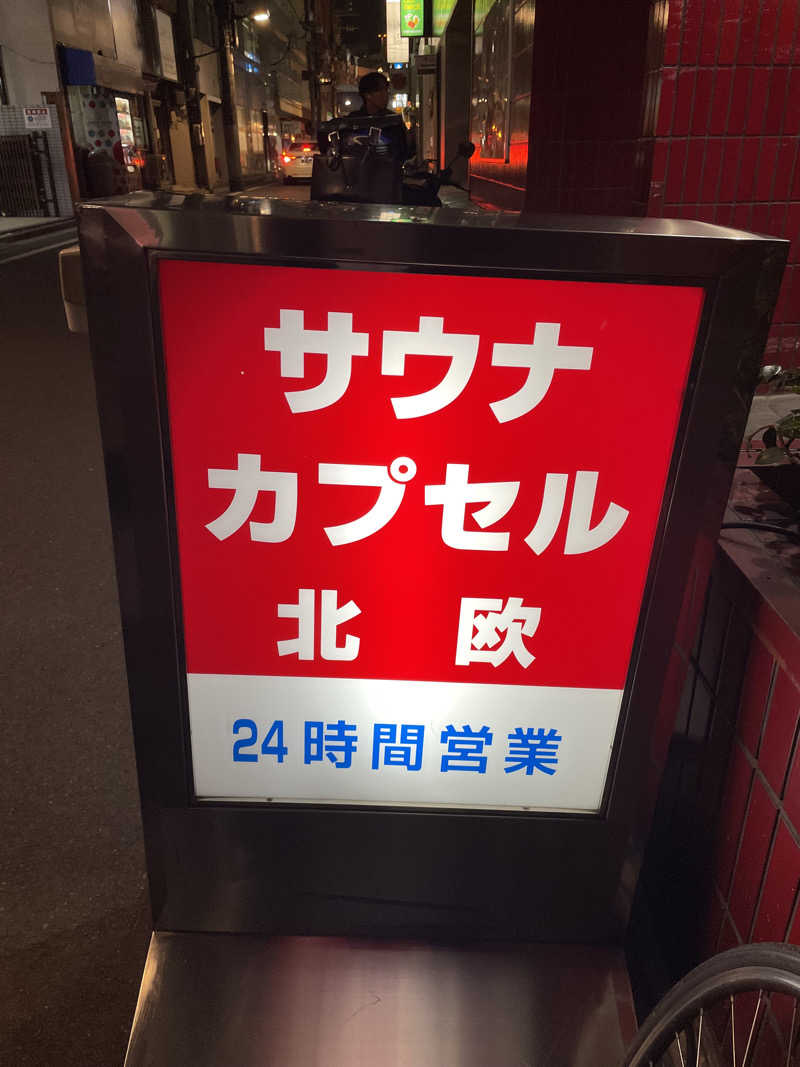 サウナ
カプセル
北 欧
24時間営業